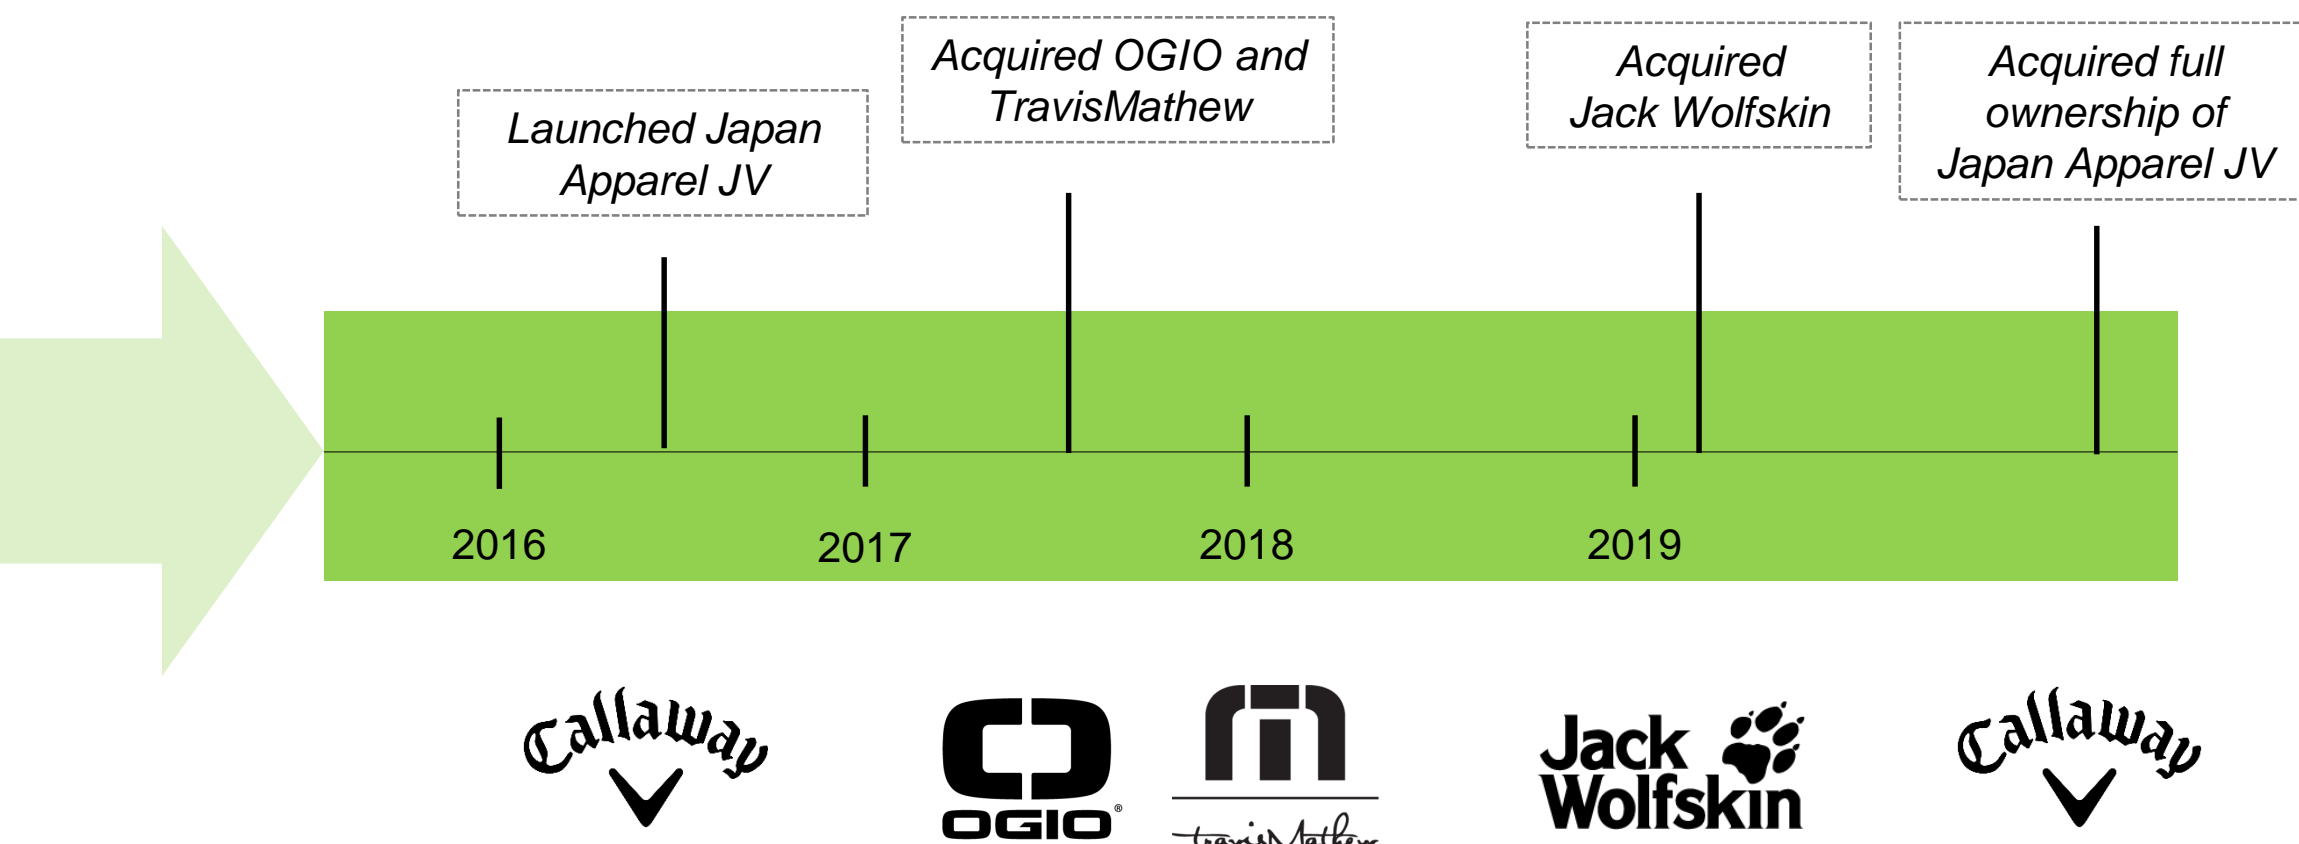 Launched Japan
Apparel JV
Acquired OGIO and
TravisMathew
Acquired
Jack Wolfskin
Acquired full
ownership of
Japan Apparel JV
2016
2017
2018
2019
Callaway
OGIO®
travisMathew
Jack
Wolfskin
Callaway